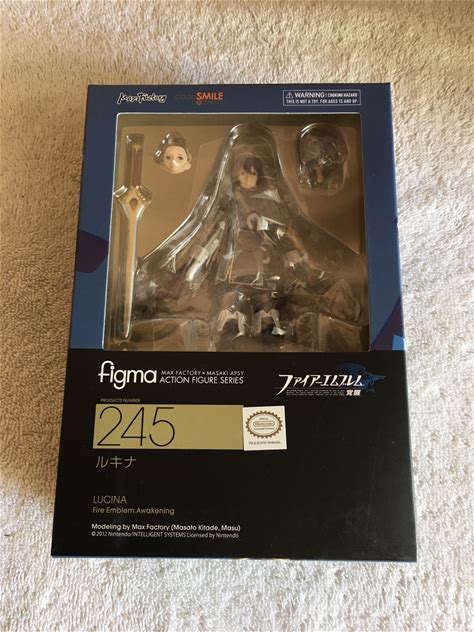 Max Factory
GOOD SMILE
WARNING: CHOKING HAZARD
THIS IS NOT A TOY. FOR AGES 15 AND UP
figma
MAX FACTORY × MASAKI APSY
ACTION FIGURE SERIES
ファイアーエムブレム
覚醒
PRODUCTS NUMBER
245
Nintendo
ルキナ
LUCINA
Fire Emblem:Awakening
Modeling by Max Factory (Masato Kitade, Masu)
©2012 Nintendo/INTELLIGENT SYSTEMS Licensed by Nintendo